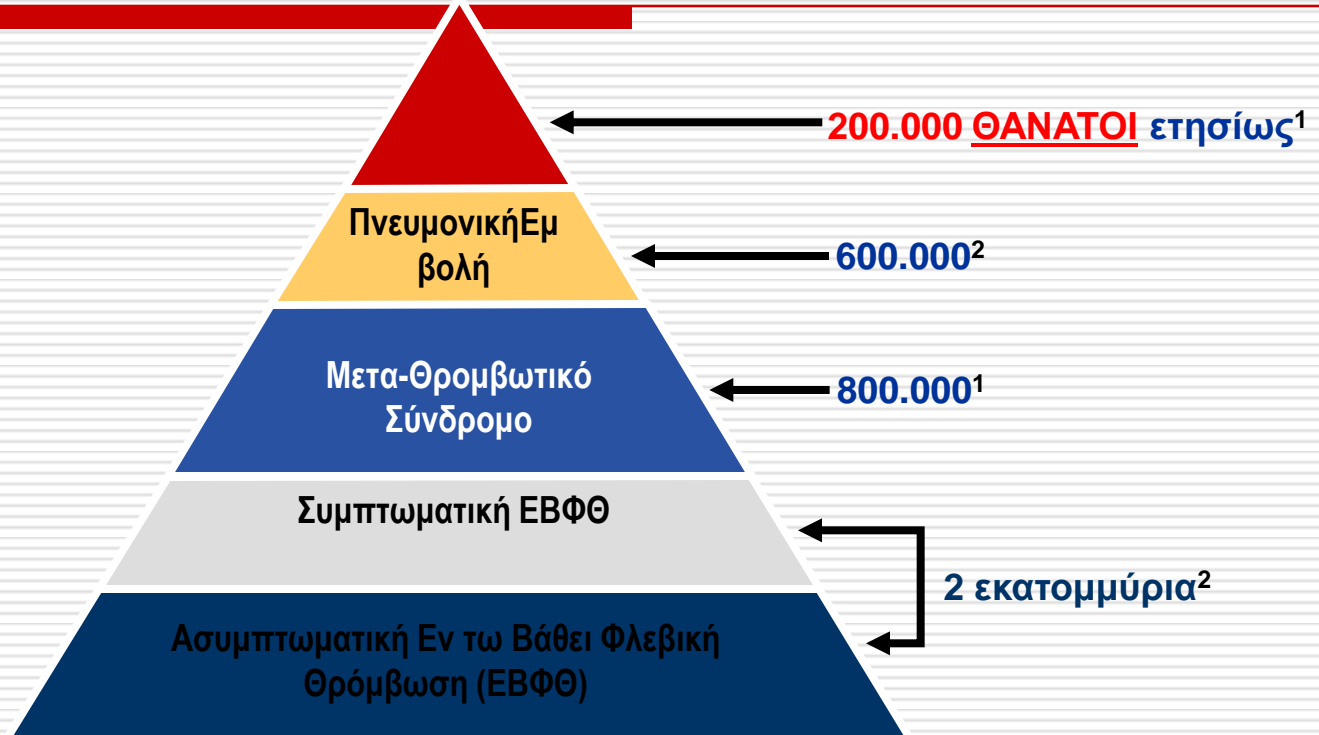 200.000 ΘΑΝΑΤΟΙ ετησίως¹
ΠνευμονικήΕμ
βολή
600.000²
Μετα-Θρομβωτικό
Σύνδρομο
800.000¹
Συμπτωματική ΕΒΦΘ
2 εκατομμύρια²
Ασυμπτωματική Εν τω Βάθει Φλεβική
Θρόμβωση (ΕΒΦΘ)